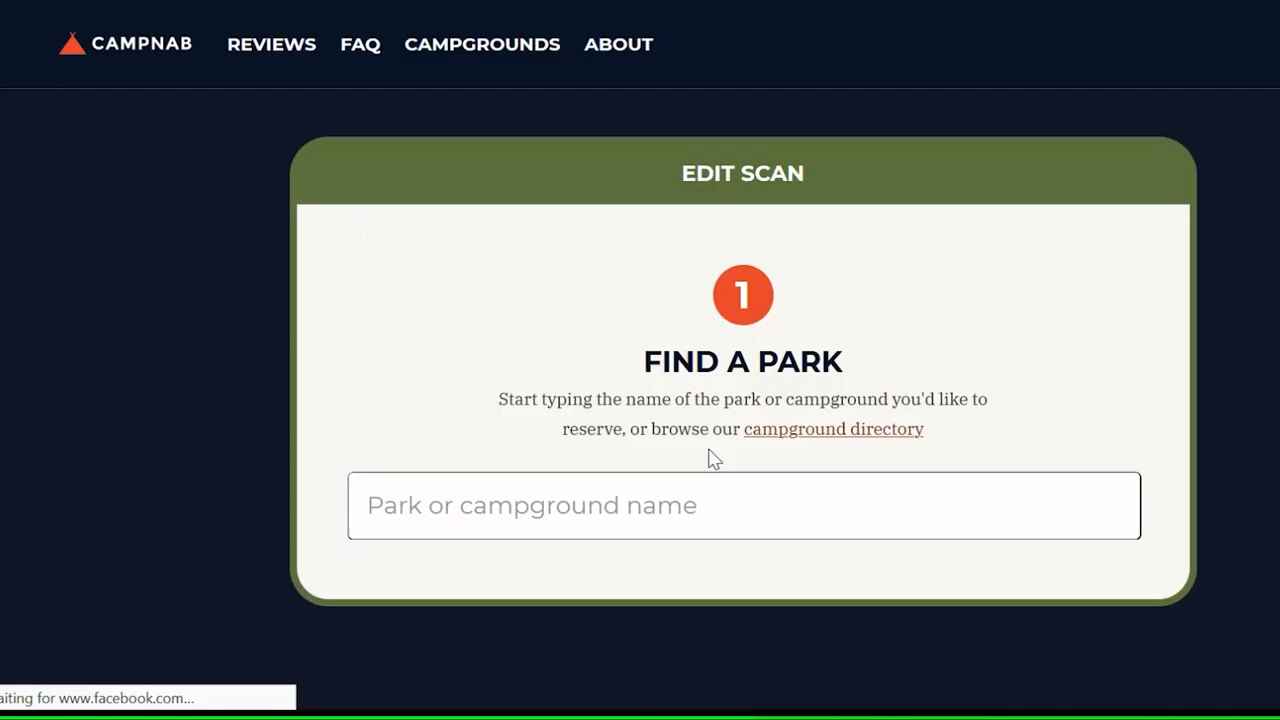 CAMPNAB REVIEWS FAQ CAMPGROUNDS ABOUT
EDIT SCAN
1
FIND A PARK
Start typing the name of the park or campground you'd like to
reserve, or browse our campground directory
Park or campground name
aiting for www.facebook.com...